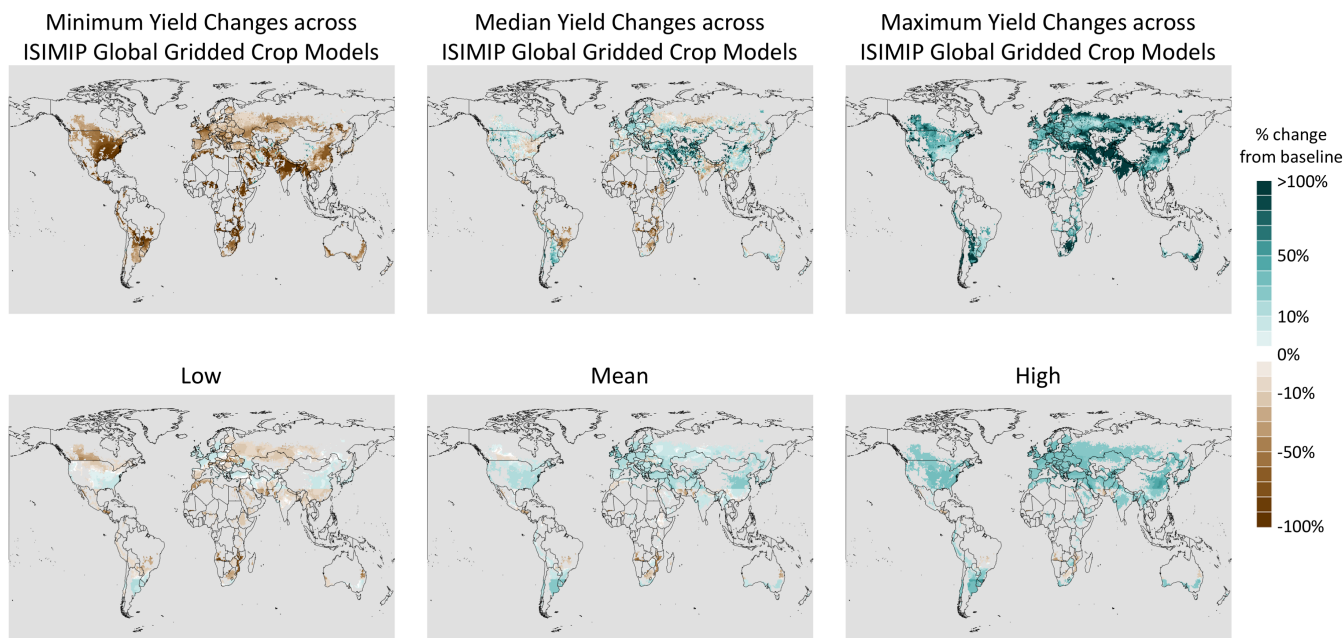 Minimum Yield Changes across
ISIMIP Global Gridded Crop Models
Median Yield Changes across
ISIMIP Global Gridded Crop Models
Maximum Yield Changes across
ISIMIP Global Gridded Crop Models
% change
from baseline
>100%
50%
10%
0%
-10%
-50%
-100%
Low
Mean
High